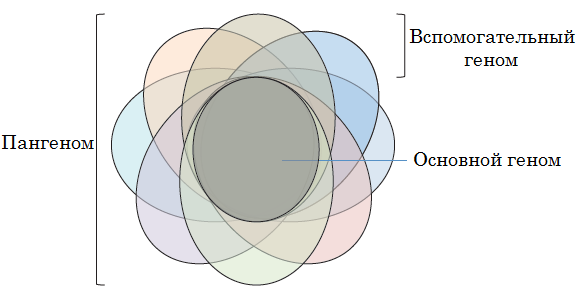 Вспомогательный
геном
Пангеном
Основной геном